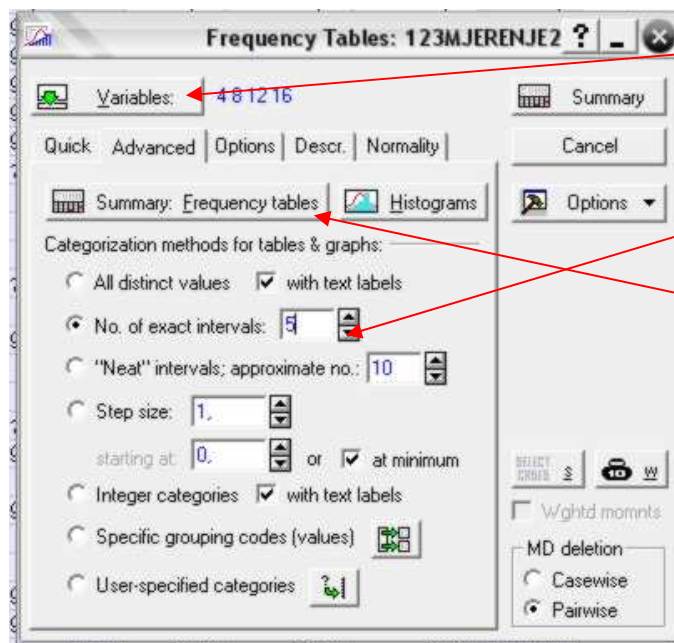 Frequency Tables: 123MJERENJE2 ? _
Variables: 4 8 12 16
Summary
Quick Advanced Options Descr. Normality
Cancel
Summary: Frequency tables Histograms
Options
Categorization methods for tables & graphs:
All distinct values with text labels
No. of exact intervals: 5
"Neat" intervals; approximate no.: 10
Step size: 1,
starting at: 0, or at minimum
Integer categories with text labels
Specific grouping codes (values)
User-specified categories
SELECT CASES S W
Wghtd momnts
MD deletion
Casewise
Pairwise